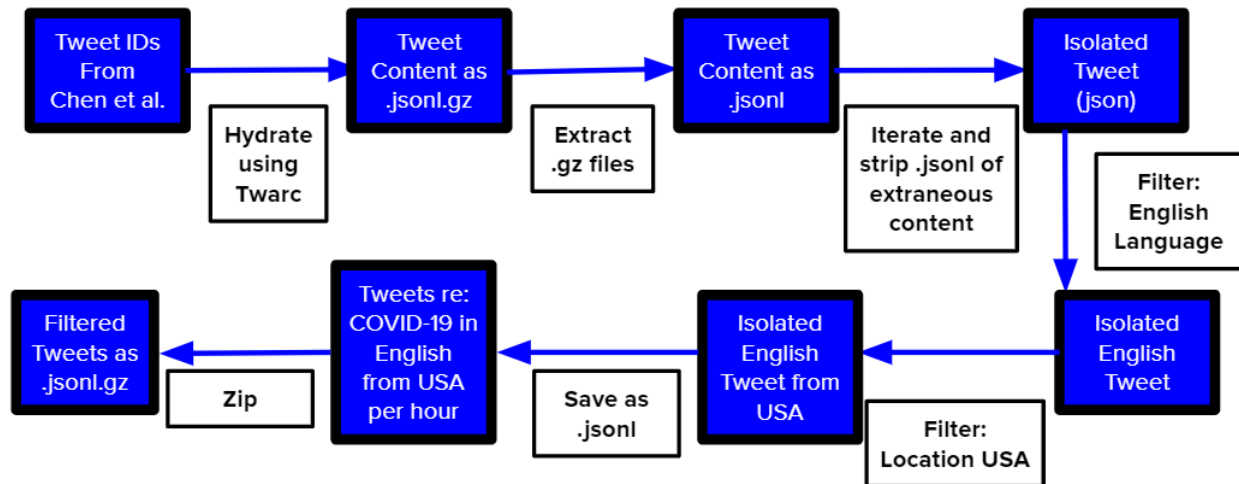 Tweet IDs
From
Chen et al.
Hydrate
using
Twarc
Tweet
Content as
.jsonl.gz
Extract
.gz files
Tweet
Content as
.jsonl
Iterate and
strip .jsonl of
extraneous
content
Isolated
Tweet
(json)
Filter:
English
Language
Isolated
English
Tweet
Filter:
Location USA
Isolated
English
Tweet from
USA
Save as
.jsonl
Tweets re:
COVID-19 in
English
from USA
per hour
Zip
Filtered
Tweets as
.jsonl.gz